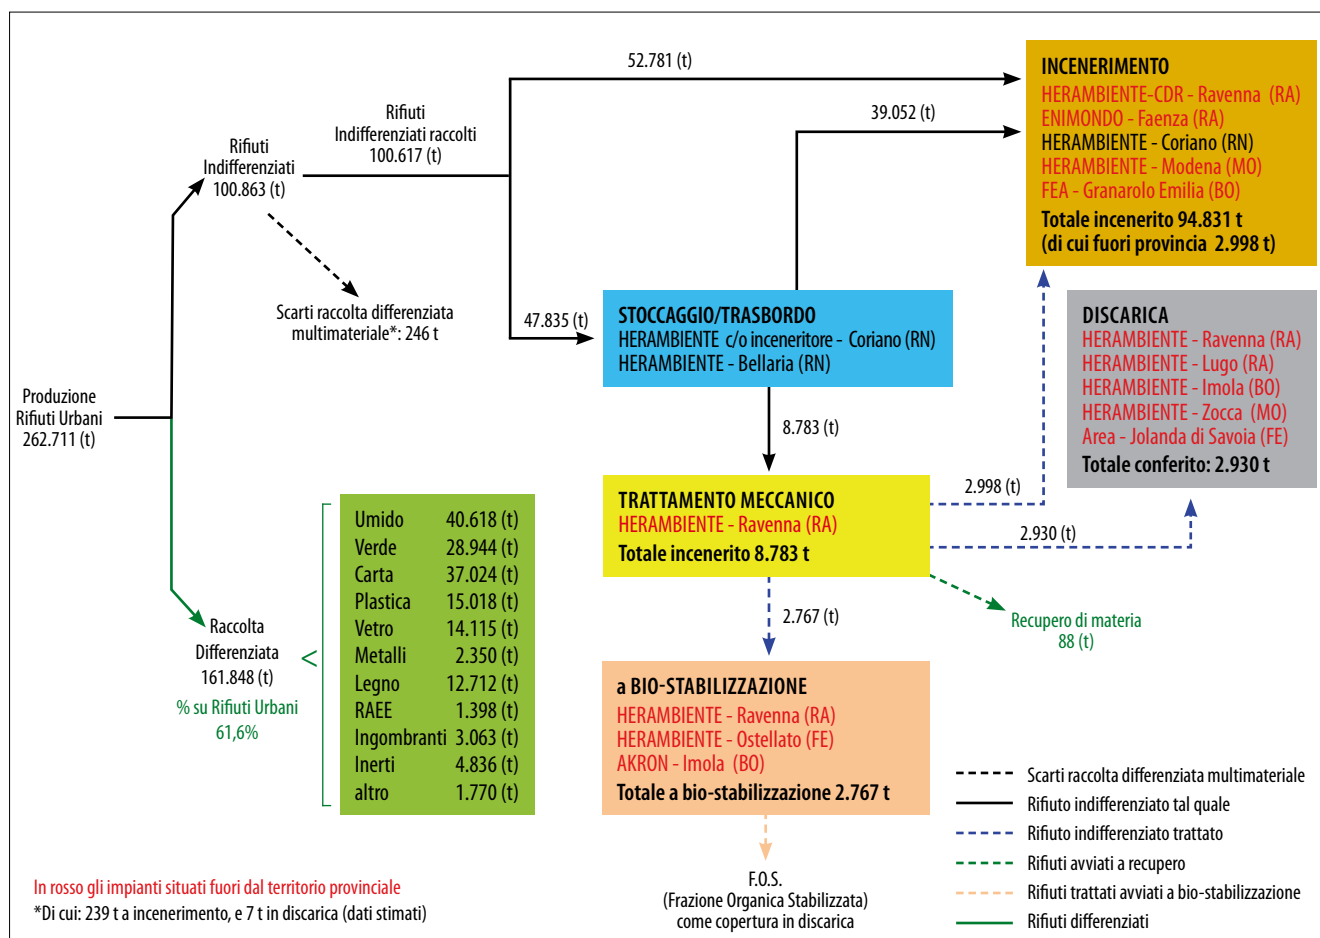 52.781 (t)
39.052 (t)
Rifiuti
Indifferenziati raccolti
100.617 (t)
Rifiuti
Indifferenziati
100.863 (t)
INCENERIMENTO
HERAMBIENTE-CDR - Ravenna (RA)
ENIMONDO - Faenza (RA)
HERAMBIENTE - Coriano (RN)
HERAMBIENTE - Modena (MO)
FEA - Granarolo Emilia (BO)
Totale incenerito 94.831 t
(di cui fuori provincia 2.998 t)
Scarti raccolta differenziata
multimateriale*: 246 t
47.835 (t)
STOCCAGGIO/TRASBORDO
HERAMBIENTE c/o inceneritore - Coriano (RN)
HERAMBIENTE - Bellaria (RN)
DISCARICA
HERAMBIENTE - Ravenna (RA)
HERAMBIENTE - Lugo (RA)
HERAMBIENTE - Imola (BO)
HERAMBIENTE - Zocca (MO)
Area - Jolanda di Savoia (FE)
Totale conferito: 2.930 t
Produzione
Rifiuti Urbani
262.711 (t)
8.783 (t)
TRATTAMENTO MECCANICO
HERAMBIENTE - Ravenna (RA)
Totale incenerito 8.783 t
2.998 (t)
2.930 (t)
2.767 (t)
Recupero di materia
88 (t)
Umido 40.618 (t)
Verde 28.944 (t)
Carta 37.024 (t)
Plastica 15.018 (t)
Vetro 14.115 (t)
Metalli 2.350 (t)
Legno 12.712 (t)
RAEE 1.398 (t)
Ingombranti 3.063 (t)
Inerti 4.836 (t)
altro 1.770 (t)
Raccolta
Differenziata
161.848 (t)
% su Rifiuti Urbani
61,6%
a BIO-STABILIZZAZIONE
HERAMBIENTE - Ravenna (RA)
HERAMBIENTE - Ostellato (FE)
AKRON - Imola (BO)
Totale a bio-stabilizzazione 2.767 t
F.O.S.
(Frazione Organica Stabilizzata)
come copertura in discarica
Scarti raccolta differenziata multimateriale
Rifiuto indifferenziato tal quale
Rifiuto indifferenziato trattato
Rifiuti avviati a recupero
Rifiuti trattati avviati a bio-stabilizzazione
Rifiuti differenziati
In rosso gli impianti situati fuori dal territorio provinciale
*Di cui: 239 t a incenerimento, e 7 t in discarica (dati stimati)